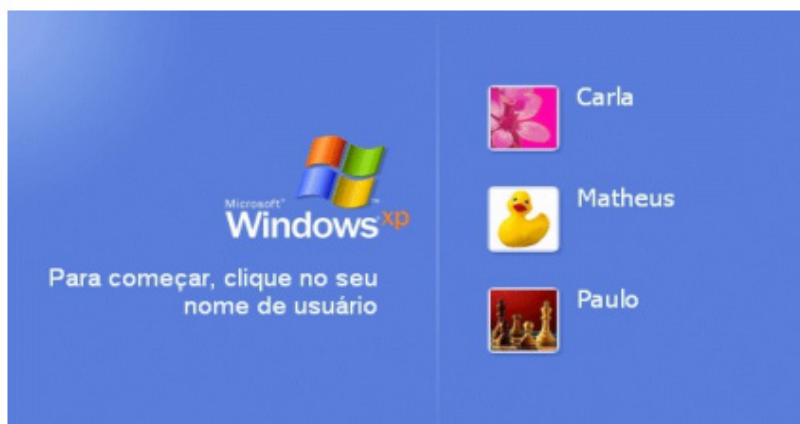 Microsoft®
Windows xp
Para começar, clique no seu
nome de usuário
Carla
Matheus
Paulo